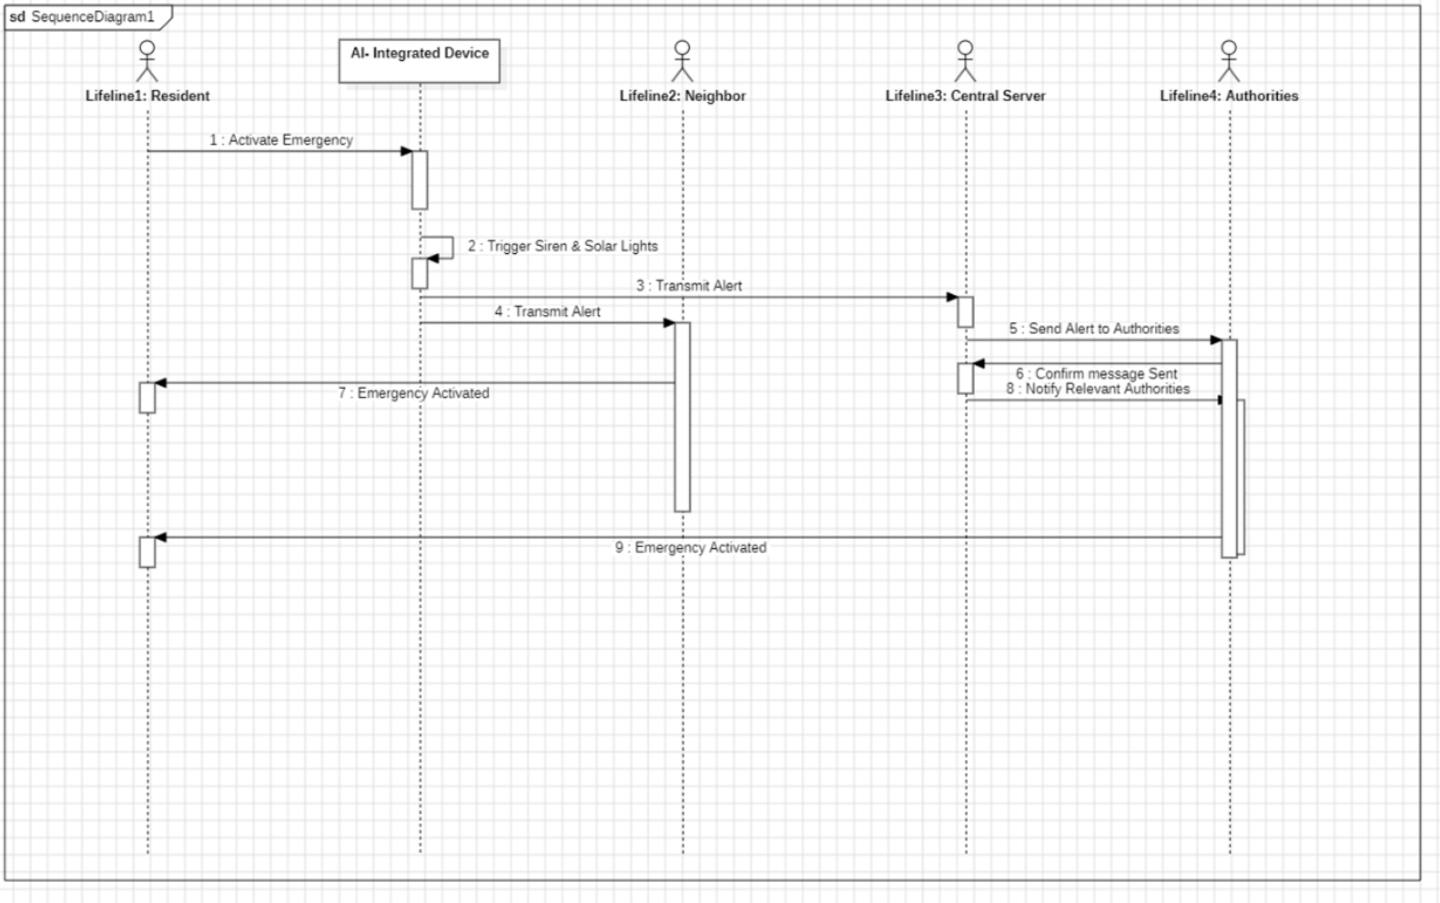 sd SequenceDiagram1
AI- Integrated Device
Lifeline1: Resident
Lifeline2: Neighbor
Lifeline3: Central Server
Lifeline4: Authorities
1 : Activate Emergency
2 : Trigger Siren & Solar Lights
3 : Transmit Alert
4 : Transmit Alert
5 : Send Alert to Authorities
6 : Confirm message Sent
8 : Notify Relevant Authorities
7 : Emergency Activated
9 : Emergency Activated